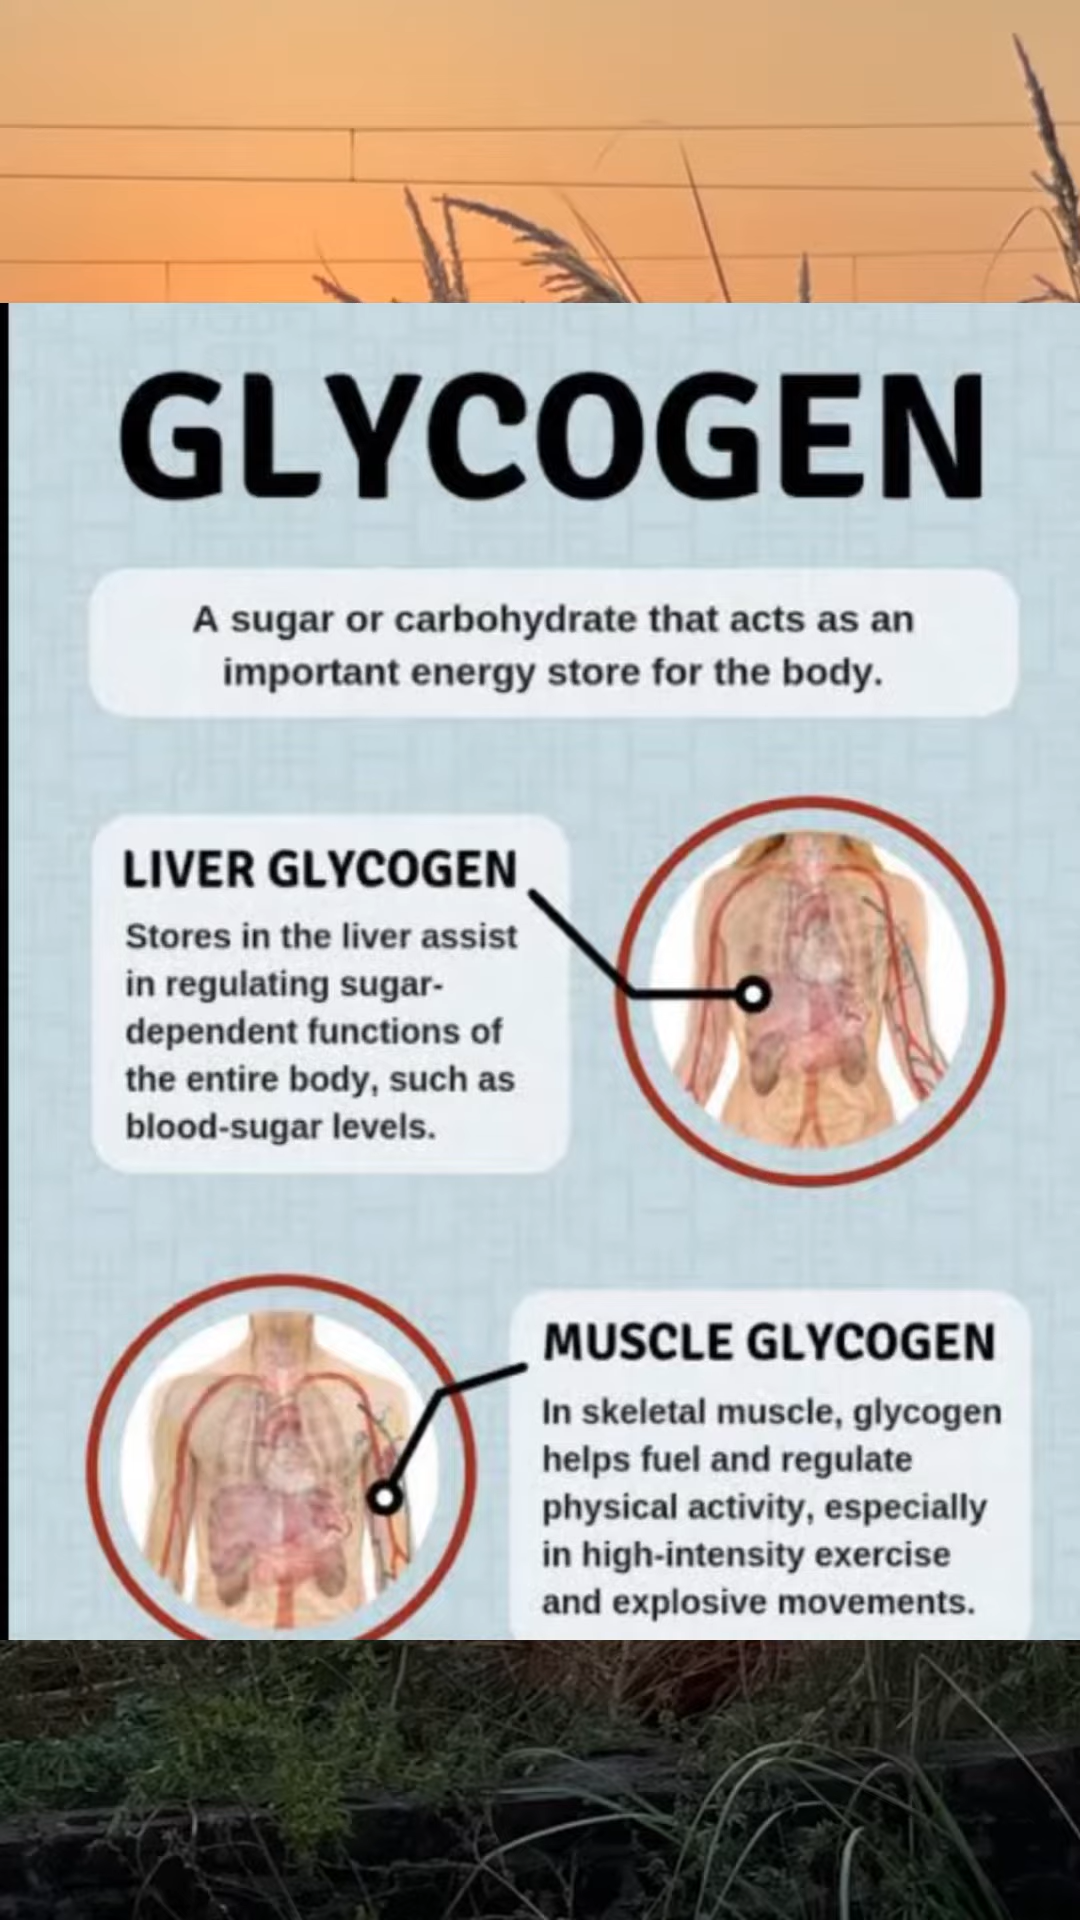 GLYCOGEN
A sugar or carbohydrate that acts as an
important energy store for the body.
LIVER GLYCOGEN
Stores in the liver assist
in regulating sugar-
dependent functions of
the entire body, such as
blood-sugar levels.
MUSCLE GLYCOGEN
In skeletal muscle, glycogen
helps fuel and regulate
physical activity, especially
in high-intensity exercise
and explosive movements.